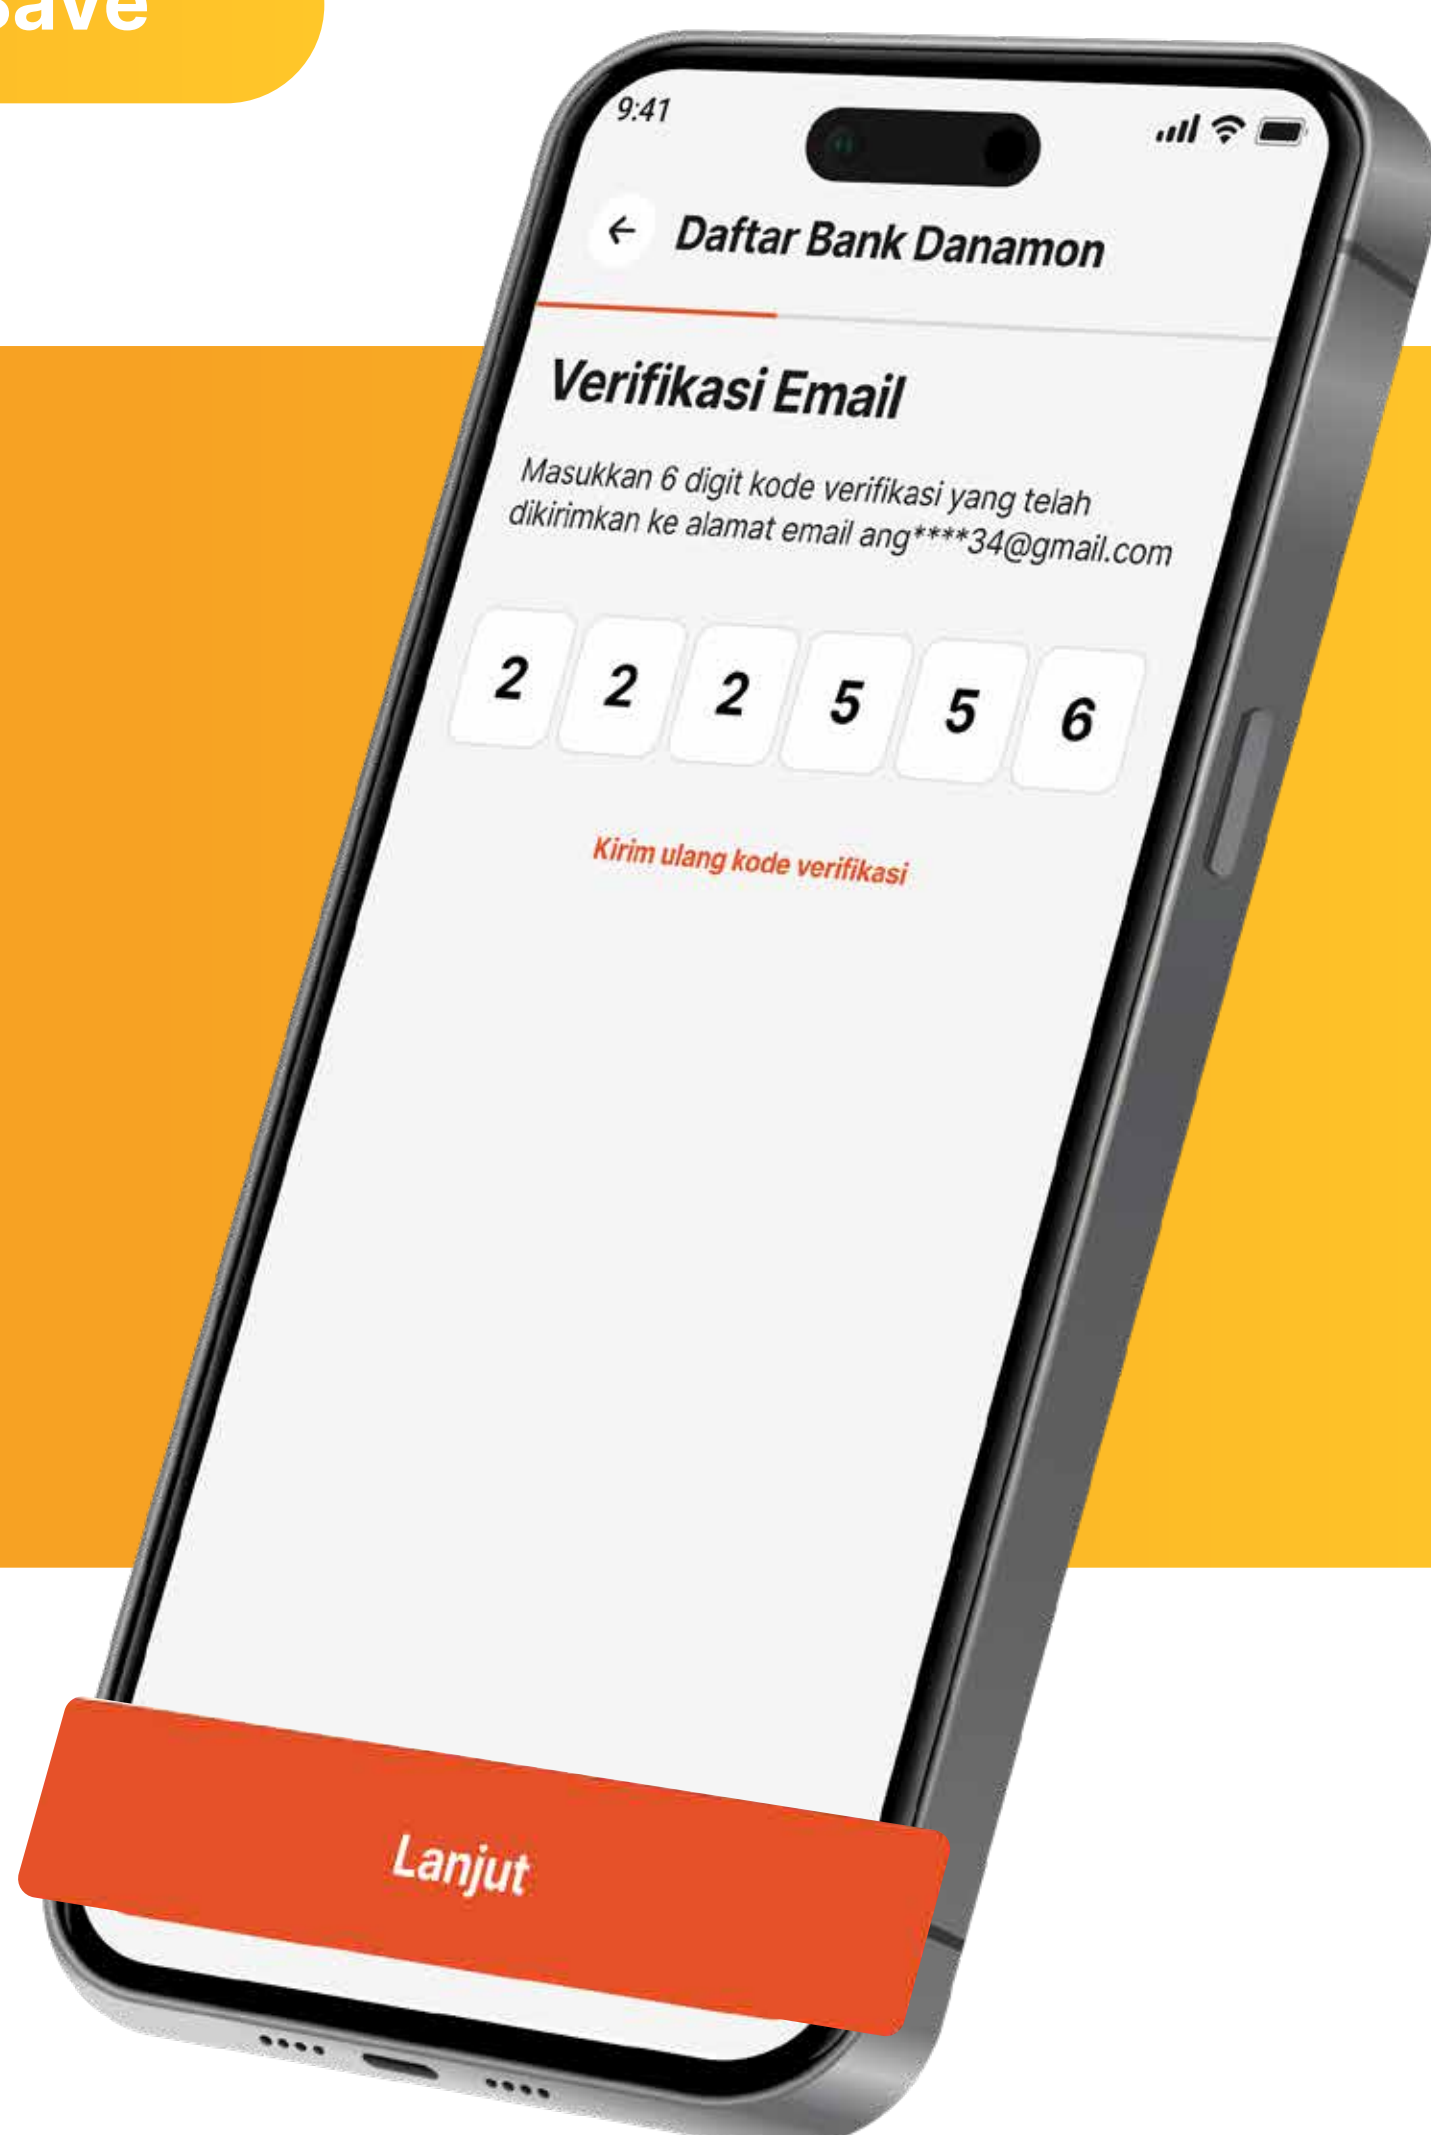 save
9:41
Daftar Bank Danamon
Verifikasi Email
Masukkan 6 digit kode verifikasi yang telah
dikirimkan ke alamat email ang****34@gmail.com
2 2 2 5 5 6
Kirim ulang kode verifikasi
Lanjut